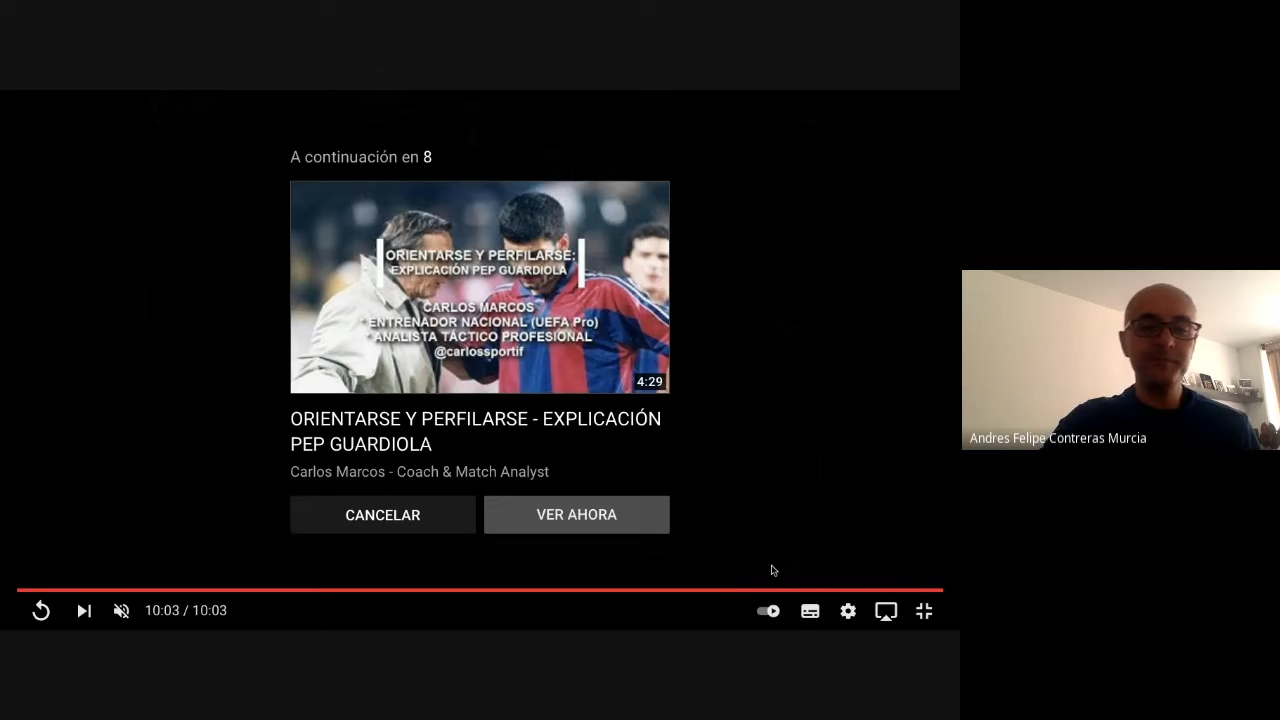 A continuación en 8
ORIENTARSE Y PERFILARSE:
EXPLICACIÓN PEP GUARDIOLA
CARLOS MARCOS
* ENTRENADOR NACIONAL (UEFA Pro)
* ANALISTA TÁCTICO PROFESIONAL
@carlossportif
4:29
ORIENTARSE Y PERFILARSE - EXPLICACIÓN
PEP GUARDIOLA
Carlos Marcos - Coach & Match Analyst
CANCELAR
VER AHORA
10:03 / 10:03
Andres Felipe Contreras Murcia